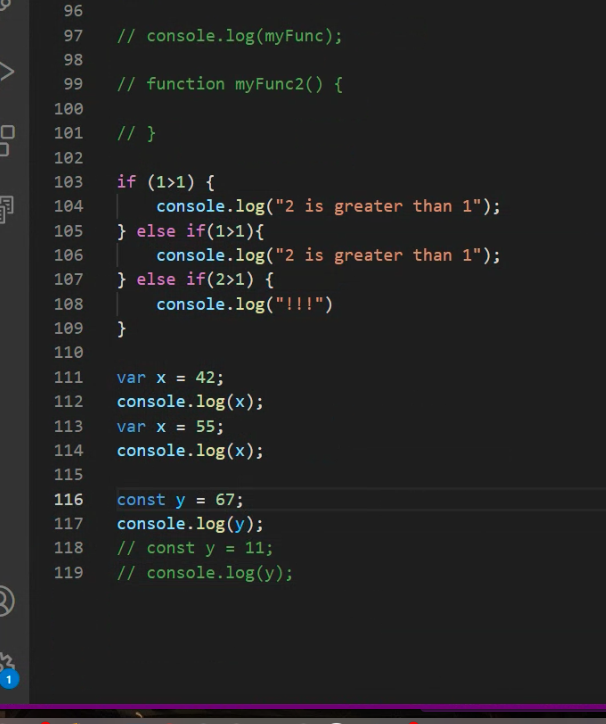 96
97 // console.log(myFunc);
98
99 // function myFunc2() {
100
101 // }
102
103 if (1>1) {
104 console.log("2 is greater than 1");
105 } else if(1>1){
106 console.log("2 is greater than 1");
107 } else if(2>1) {
108 console.log("!!!")
109 }
110
111 var x = 42;
112 console.log(x);
113 var x = 55;
114 console.log(x);
115
116 const y = 67;
117 console.log(y);
118 // const y = 11;
119 // console.log(y);
1